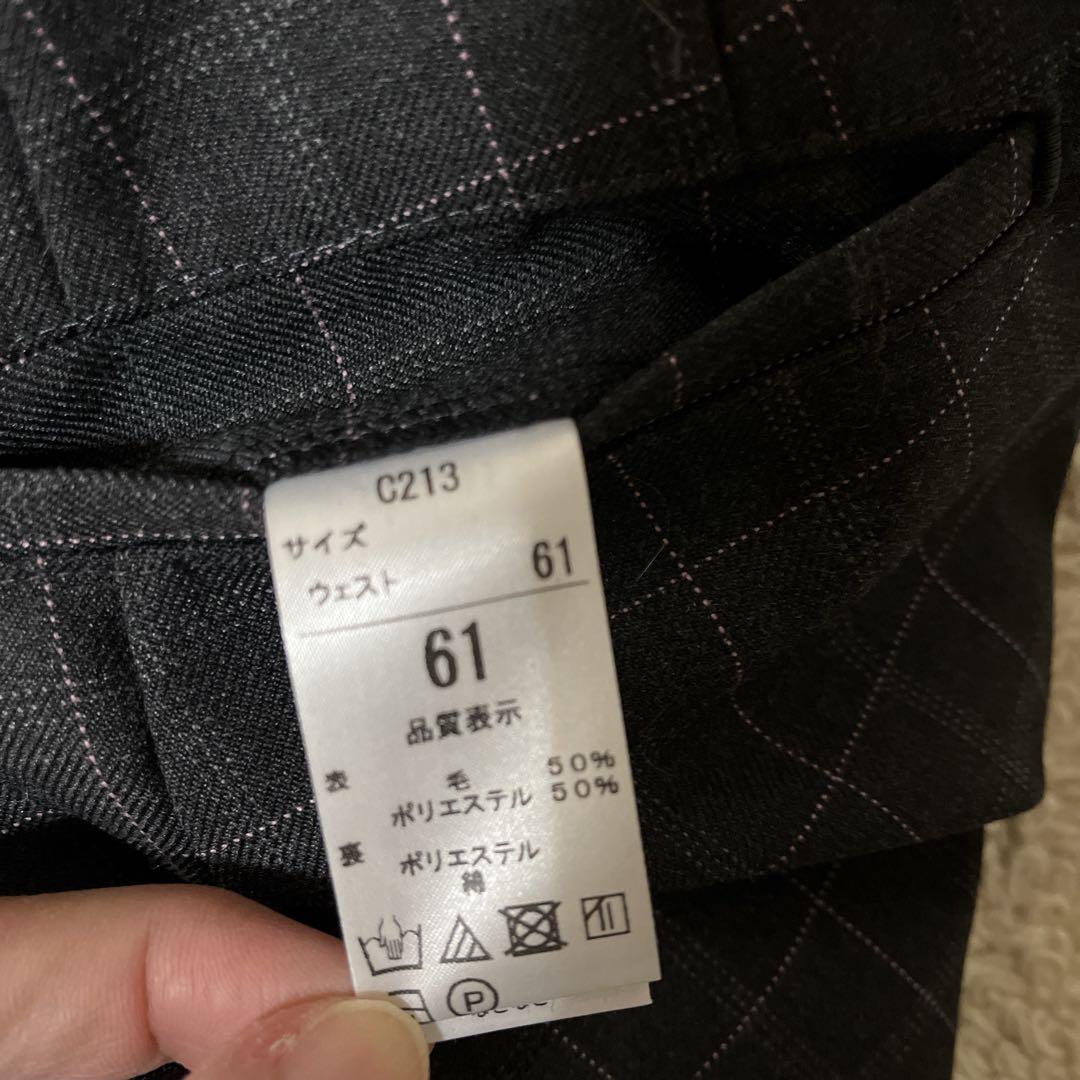 C213
サイズ
ウェスト 61
61
品質表示
表 毛 50%
ポリエステル 50%
裏 ポリエステル
綿
P